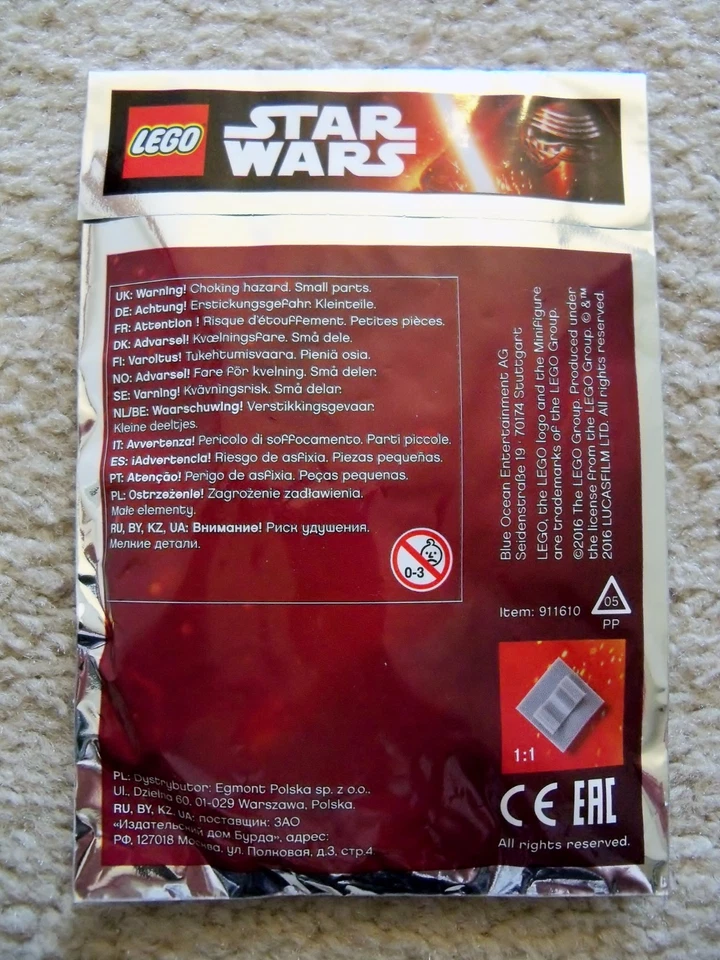 LEGO
STAR
WARS
UK: Warning! Choking hazard. Small parts.
DE: Achtung! Erstickungsgefahr. Kleinteile.
FR: Attention ! Risque d'étouffement. Petites pièces.
DK: Advarsel! Kvælningsfare. Små dele.
FI: Varoitus! Tukehtumisvaara. Pieniä osia.
NO: Advarsel! Fare for kvelning. Små deler.
SE: Varning! Kvävningsrisk. Små delar.
NL/BE: Waarschuwing! Verstikkingsgevaar.
Kleine deeltjes.
IT: Avvertenza! Pericolo di soffocamento. Parti piccole.
ES: ¡Advertencia! Riesgo de asfixia. Piezas pequeñas.
PT: Atenção! Perigo de asfixia. Peças pequenas.
PL: Ostrzeżenie! Zagrożenie zadławienia.
Małe elementy.
RU, BY, KZ, UA: Внимание! Риск удушения.
Мелкие детали.
0-3
Blue Ocean Entertainment AG
Seidenstraße 19 · 70174 Stuttgart
LEGO, the LEGO logo and the Minifigure
are trademarks of the LEGO Group.
©2016 The LEGO Group. Produced under
the license from the LEGO Group. © &™
2016 LUCASFILM LTD. All rights reserved.
Item: 911610
05
PP
1:1
CE EAC
All rights reserved.
PL: Dystrybutor: Egmont Polska sp. z o.o.,
Ul. Dzielna 60, 01-029 Warszawa, Polska.
RU, BY, KZ, UA: поставщик: ЗАО
«Издательский дом Бурда», адрес:
РФ, 127018 Москва, ул. Полковая, д.3, стр.4